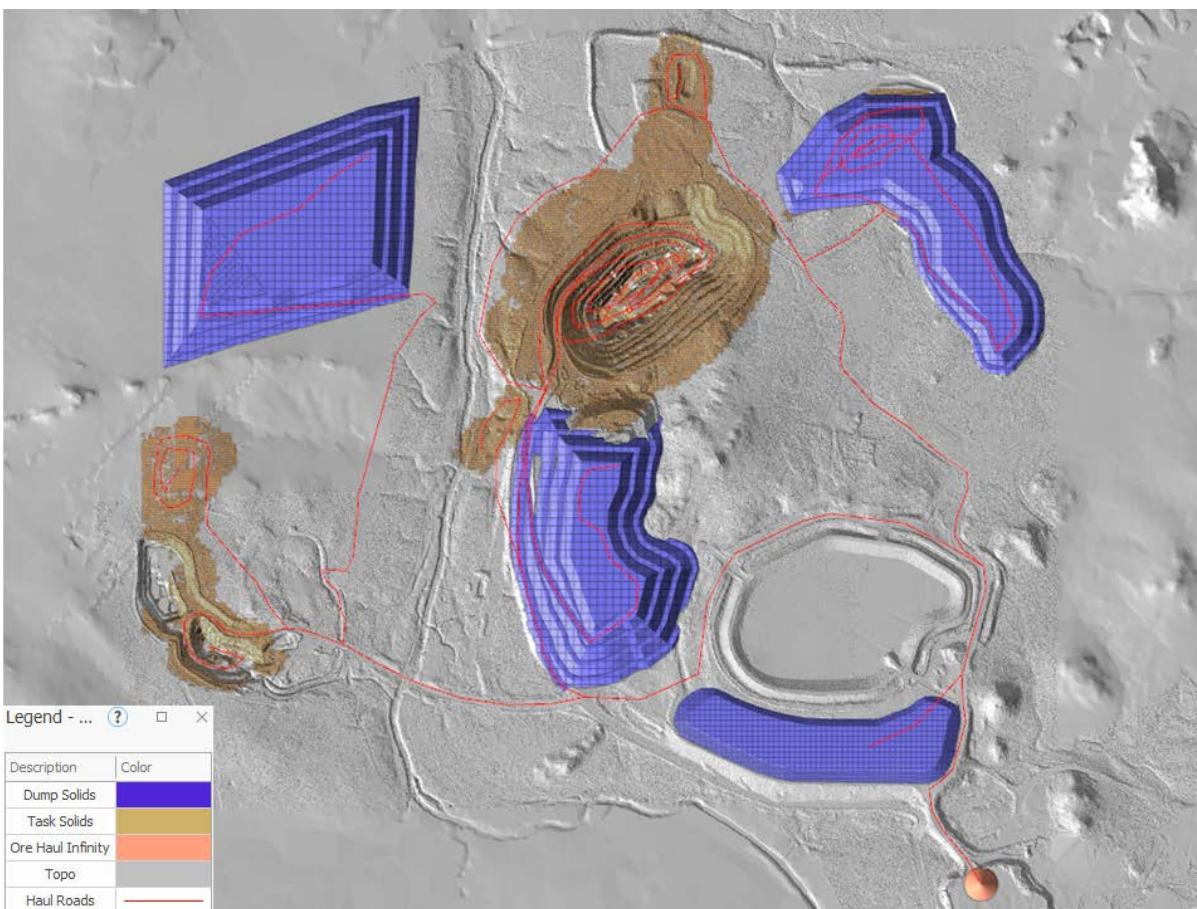 Legend - ... ?
Description Color
Dump Solids
Task Solids
Ore Haul Infinity
Topo
Haul Roads